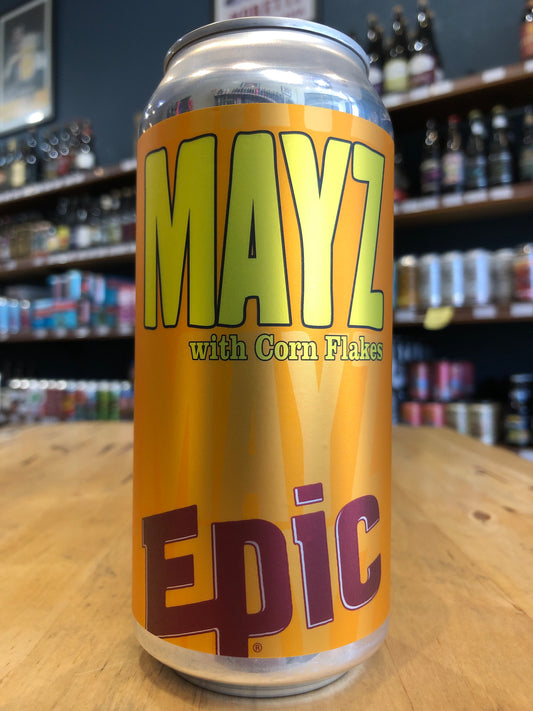 MAYZ
with Corn Flakes
Epic
®